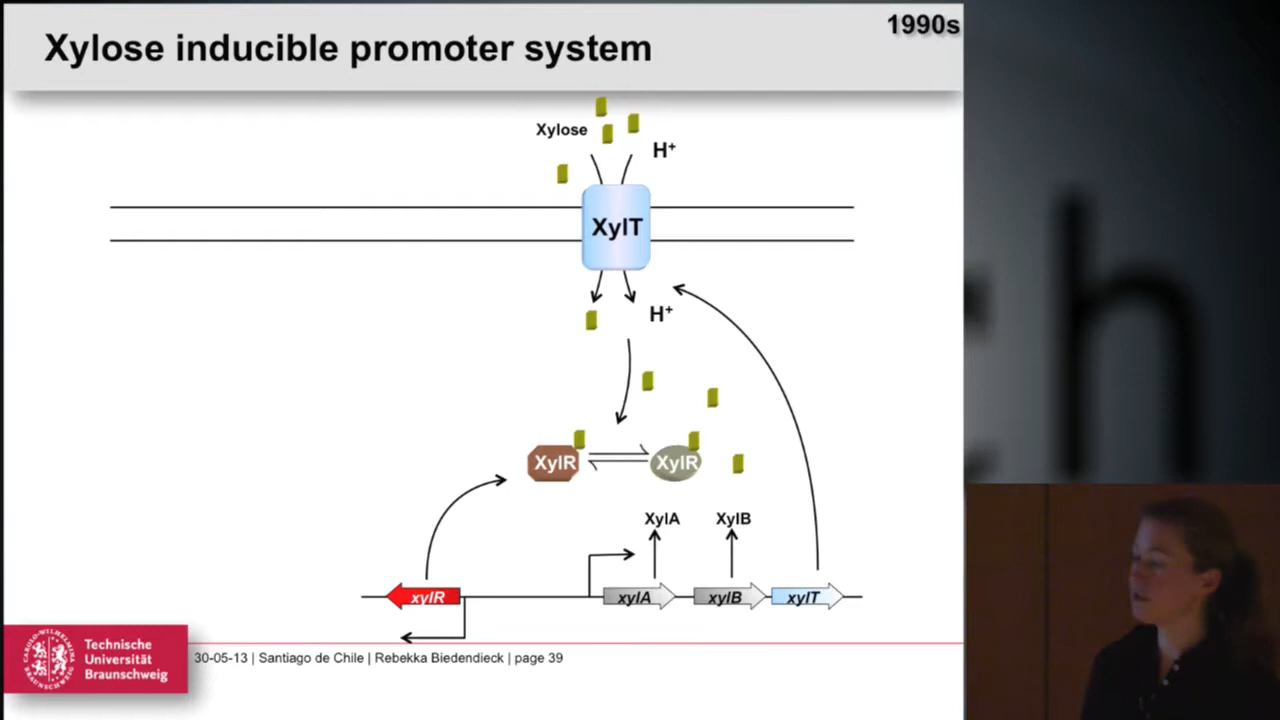 1990s
Xylose inducible promoter system
Xylose
H⁺
XylT
H⁺
XylR
XylR
XylA
XylB
xylR
xylA
xylB
xylT
Technische
Universität
Braunschweig
30-05-13 | Santiago de Chile | Rebekka Biedendieck | page 39